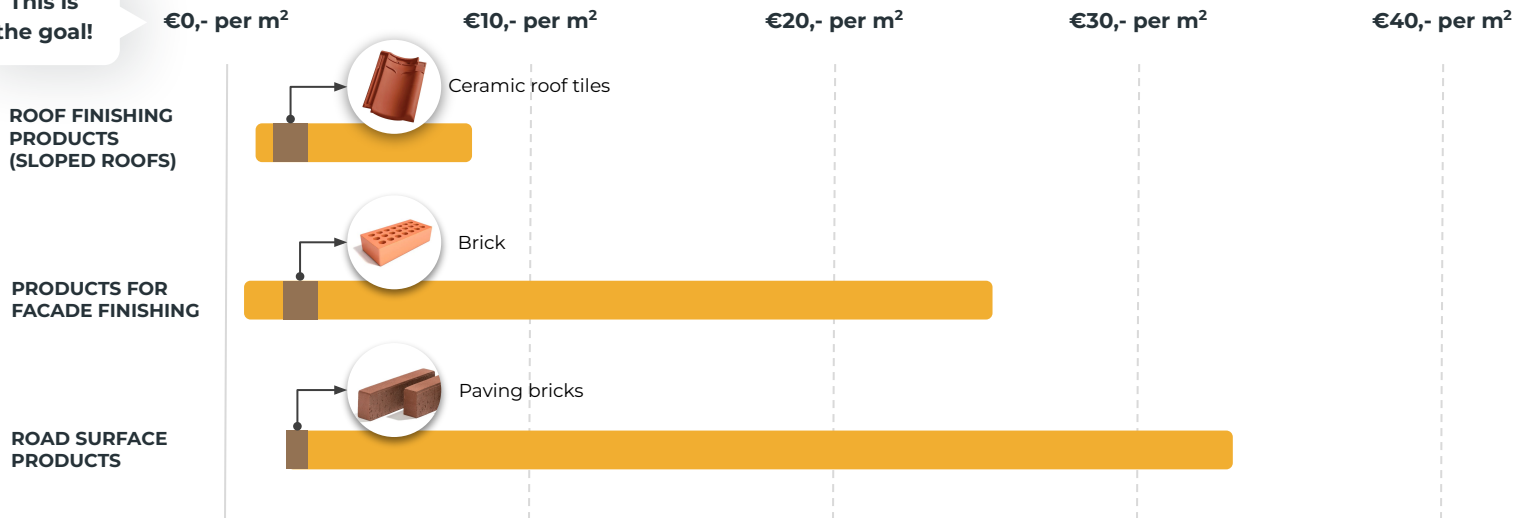 This is
the goal!
€0,- per m²
€10,- per m²
€20,- per m²
€30,- per m²
€40,- per m²
Ceramic roof tiles
ROOF FINISHING
PRODUCTS
(SLOPED ROOFS)
Brick
PRODUCTS FOR
FACADE FINISHING
Paving bricks
ROAD SURFACE
PRODUCTS